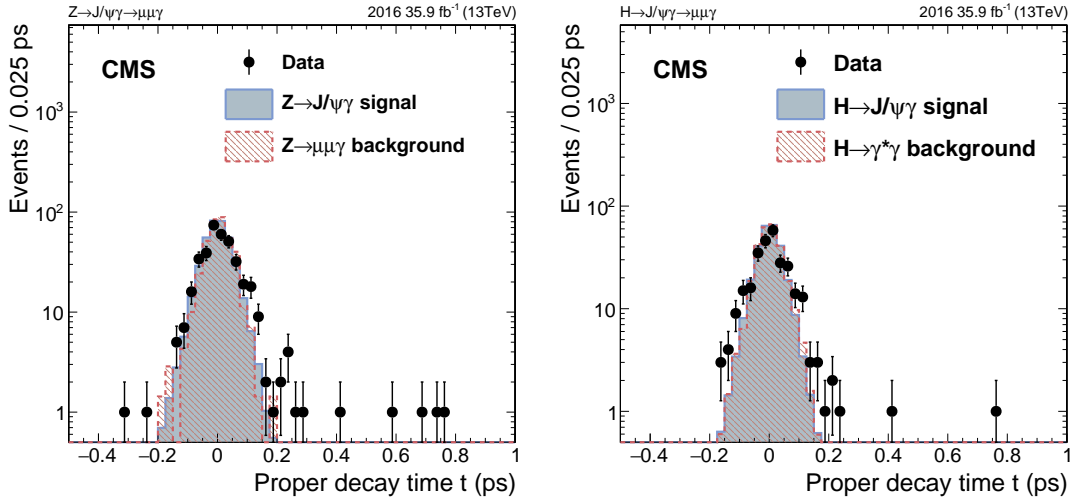 Z→J/ψγ→μμγ 2016 35.9 fb⁻¹ (13TeV)
CMS
Data
Z→J/ψγ signal
Z→μμγ background
Events / 0.025 ps
10³
10²
10
1
−0.4 −0.2 0 0.2 0.4 0.6 0.8 1
Proper decay time t (ps)
H→J/ψγ→μμγ 2016 35.9 fb⁻¹ (13TeV)
CMS
Data
H→J/ψγ signal
H→γ*γ background
Events / 0.025 ps
10³
10²
10
1
−0.4 −0.2 0 0.2 0.4 0.6 0.8 1
Proper decay time t (ps)